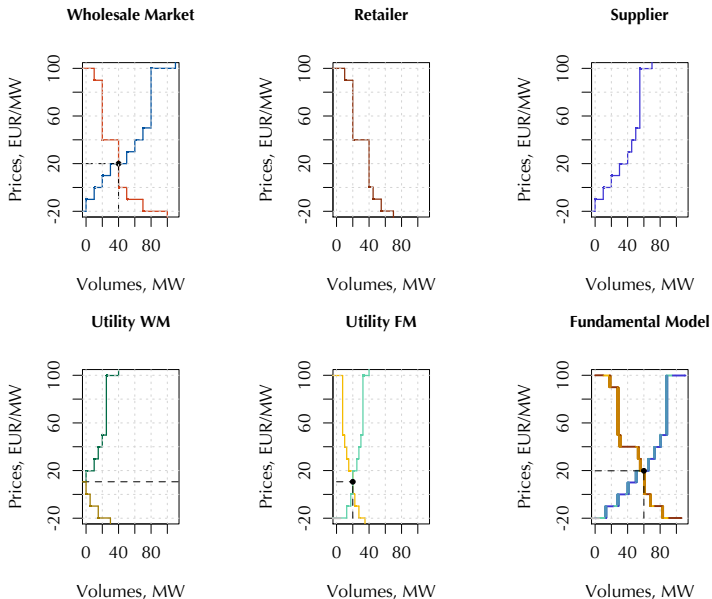 Wholesale Market
Retailer
Supplier
Prices, EUR/MW
-20 20 60 100
0 40 80
Volumes, MW
Prices, EUR/MW
-20 20 60 100
0 40 80
Volumes, MW
Prices, EUR/MW
-20 20 60 100
0 40 80
Volumes, MW
Utility WM
Utility FM
Fundamental Model
Prices, EUR/MW
-20 20 50 100
0 40 80
Volumes, MW
Prices, EUR/MW
-20 20 50 100
0 40 80
Volumes, MW
Prices, EUR/MW
-20 20 50 100
0 40 80
Volumes, MW